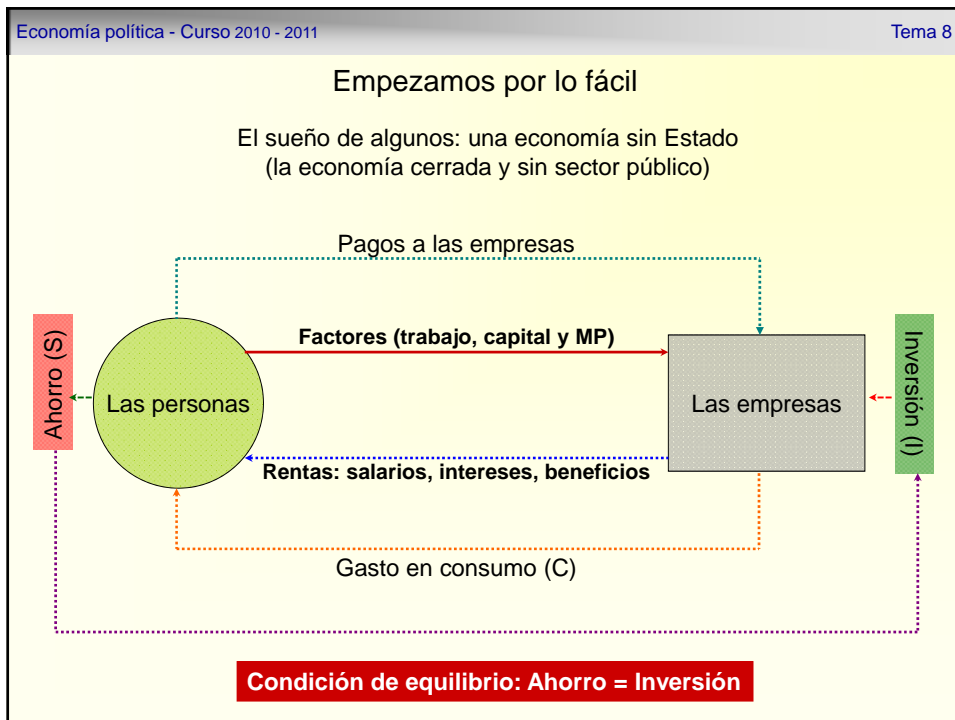 Economía política - Curso 2010 - 2011
Tema 8
Empezamos por lo fácil
El sueño de algunos: una economía sin Estado
(la economía cerrada y sin sector público)
Pagos a las empresas
Factores (trabajo, capital y MP)
Ahorro (S)
Las personas
Las empresas
Inversión (I)
Rentas: salarios, intereses, beneficios
Gasto en consumo (C)
Condición de equilibrio: Ahorro = Inversión